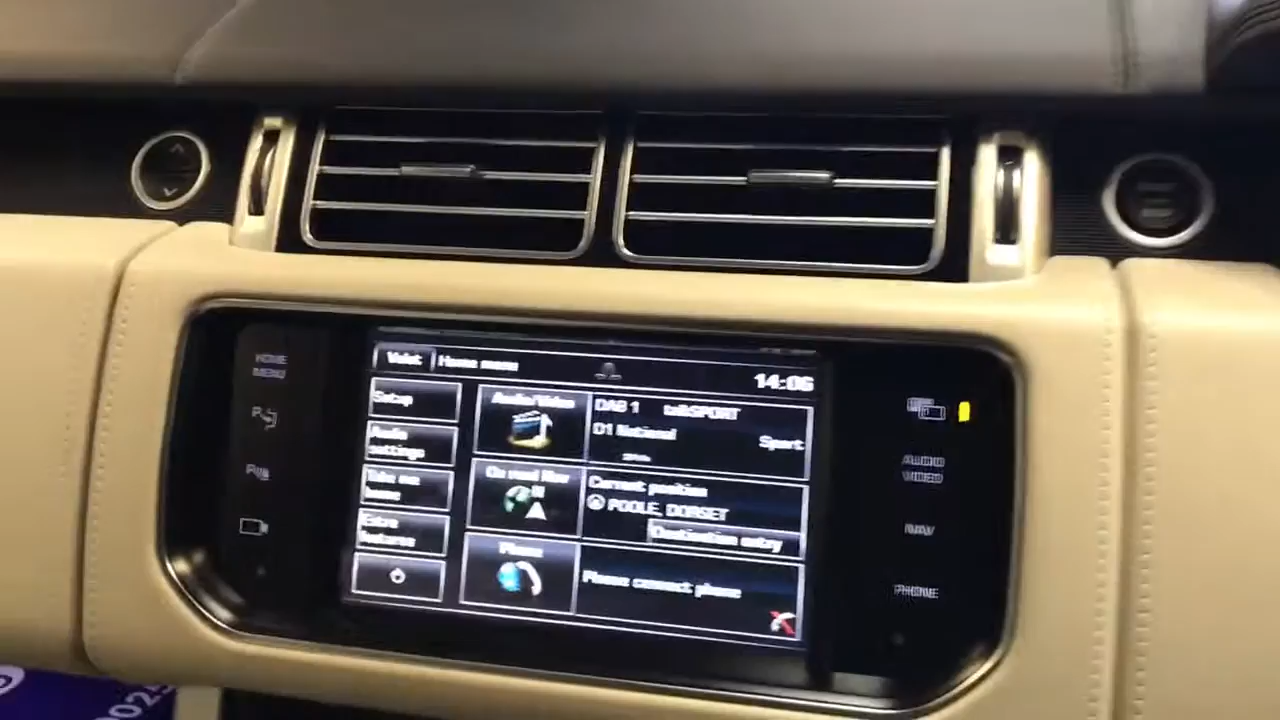 HOME
MENU
Valet
Home menu
14:06
Setup
Audio
settings
Take me
home
Extra
features
Audio/Video
DAB 1 talkSPORT
D1 National
Sport
On road Nav
N
Current position
POOLE, DORSET
Destination entry
Phone
Please connect phone
AUDIO
VIDEO
NAV
PHONE